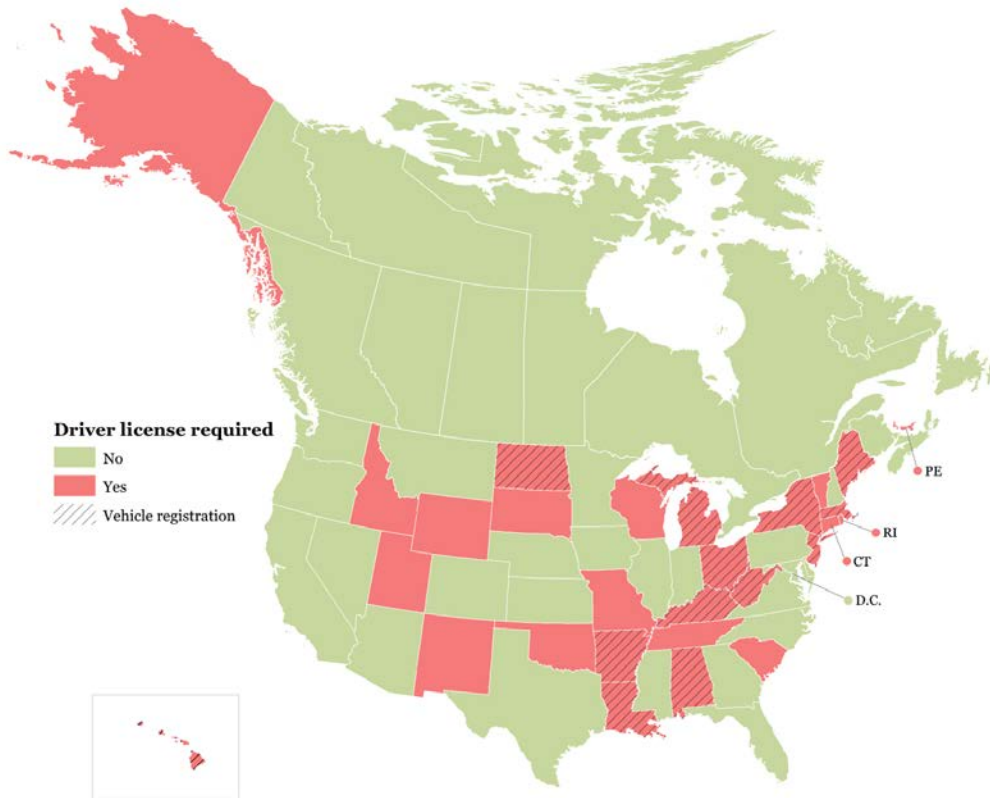 Driver license required
No
Yes
Vehicle registration
PE
RI
CT
D.C.